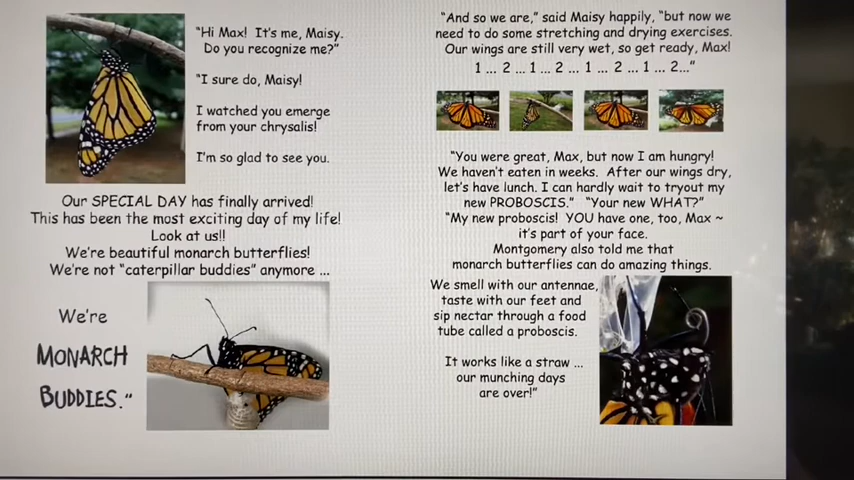 "Hi Max! It's me, Maisy.
Do you recognize me?"
"I sure do, Maisy!
I watched you emerge
from your chrysalis!
I'm so glad to see you.
Our SPECIAL DAY has finally arrived!
This has been the most exciting day of my life!
Look at us!!
We're beautiful monarch butterflies!
We're not "caterpillar buddies" anymore ...
We're
MONARCH
BUDDIES."
"And so we are," said Maisy happily, "but now we
need to do some stretching and drying exercises.
Our wings are still very wet, so get ready, Max!
1 ... 2 ... 1 ... 2 ... 1 ... 2 ... 1 ... 2..."
"You were great, Max, but now I am hungry!
We haven't eaten in weeks. After our wings dry,
let's have lunch. I can hardly wait to tryout my
new PROBOSCIS." "Your new WHAT?"
"My new proboscis! YOU have one, too, Max ~
it's part of your face.
Montgomery also told me that
monarch butterflies can do amazing things.
We smell with our antennae,
taste with our feet and
sip nectar through a food
tube called a proboscis.
It works like a straw ...
our munching days
are over!"